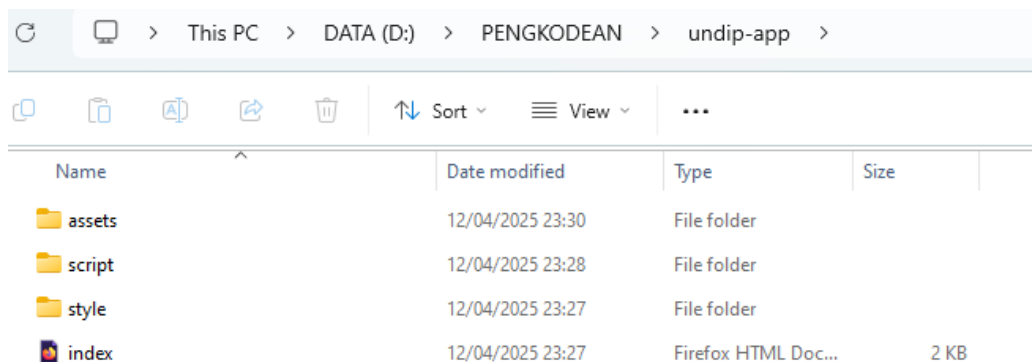 This PC > DATA (D:) > PENGKODEAN > undip-app >
Sort View ...
Name Date modified Type Size
assets 12/04/2025 23:30 File folder
script 12/04/2025 23:28 File folder
style 12/04/2025 23:27 File folder
index 12/04/2025 23:27 Firefox HTML Doc... 2 KB